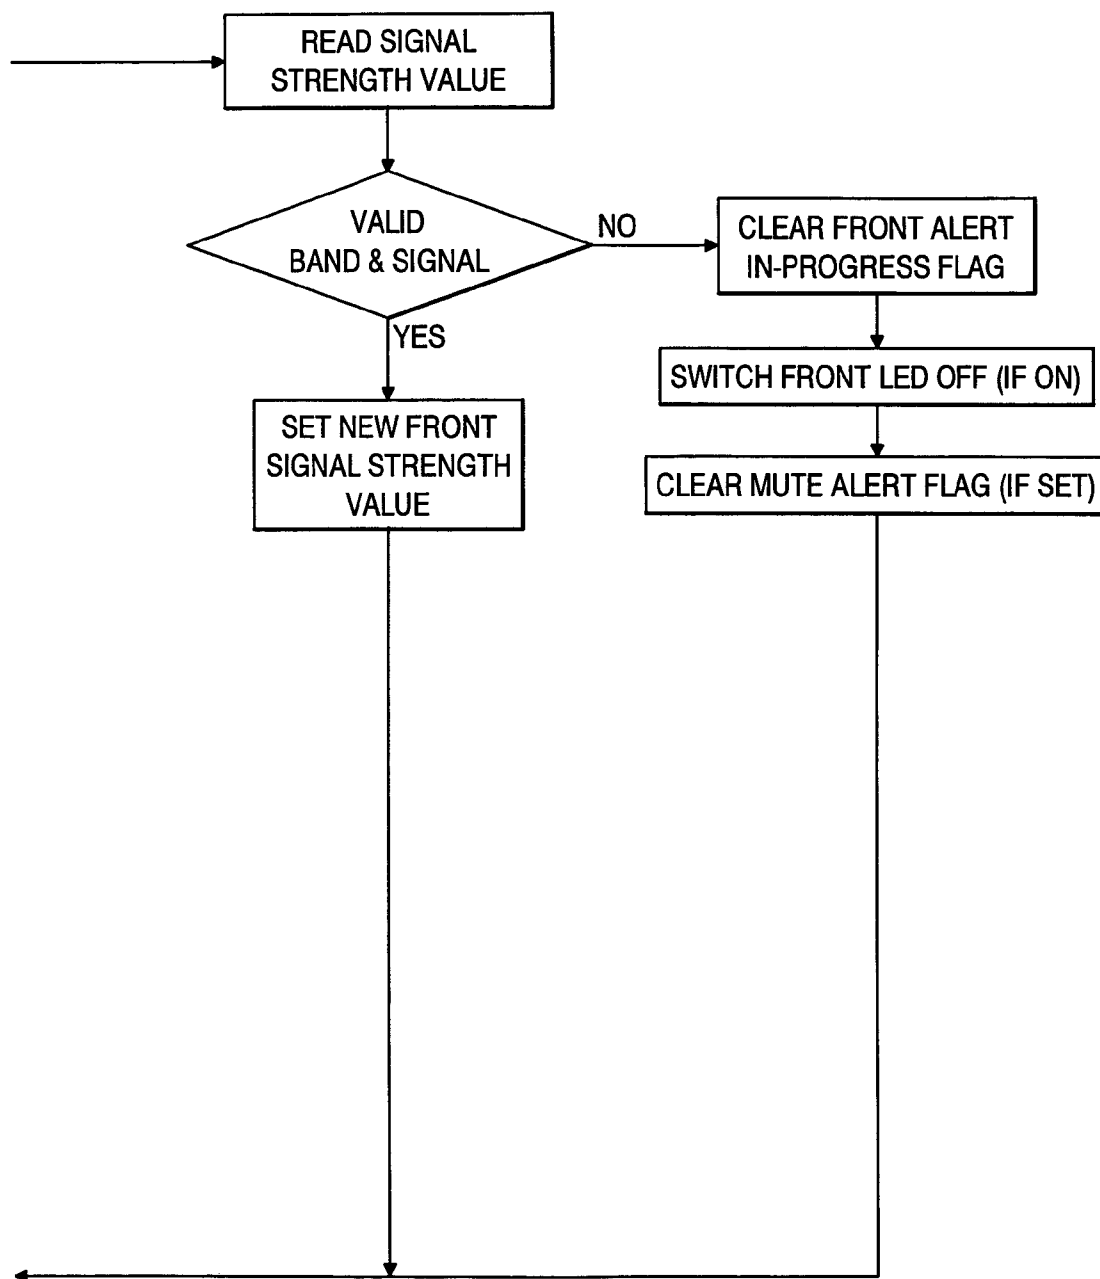 READ SIGNAL
STRENGTH VALUE
VALID
BAND & SIGNAL
NO
CLEAR FRONT ALERT
IN-PROGRESS FLAG
YES
SWITCH FRONT LED OFF (IF ON)
SET NEW FRONT
SIGNAL STRENGTH
VALUE
CLEAR MUTE ALERT FLAG (IF SET)